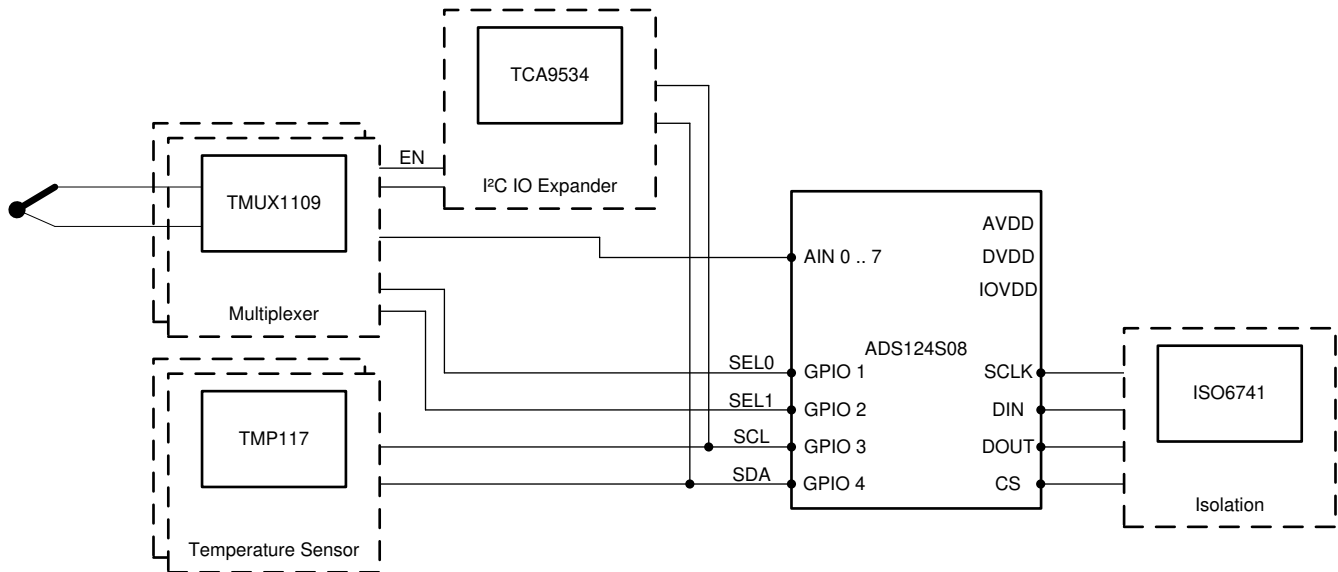 TCA9534
I²C IO Expander
EN
TMUX1109
Multiplexer
TMP117
Temperature Sensor
SEL0
SEL1
SCL
SDA
AIN 0 .. 7
GPIO 1
GPIO 2
GPIO 3
GPIO 4
ADS124S08
AVDD
DVDD
IOVDD
SCLK
DIN
DOUT
CS
ISO6741
Isolation